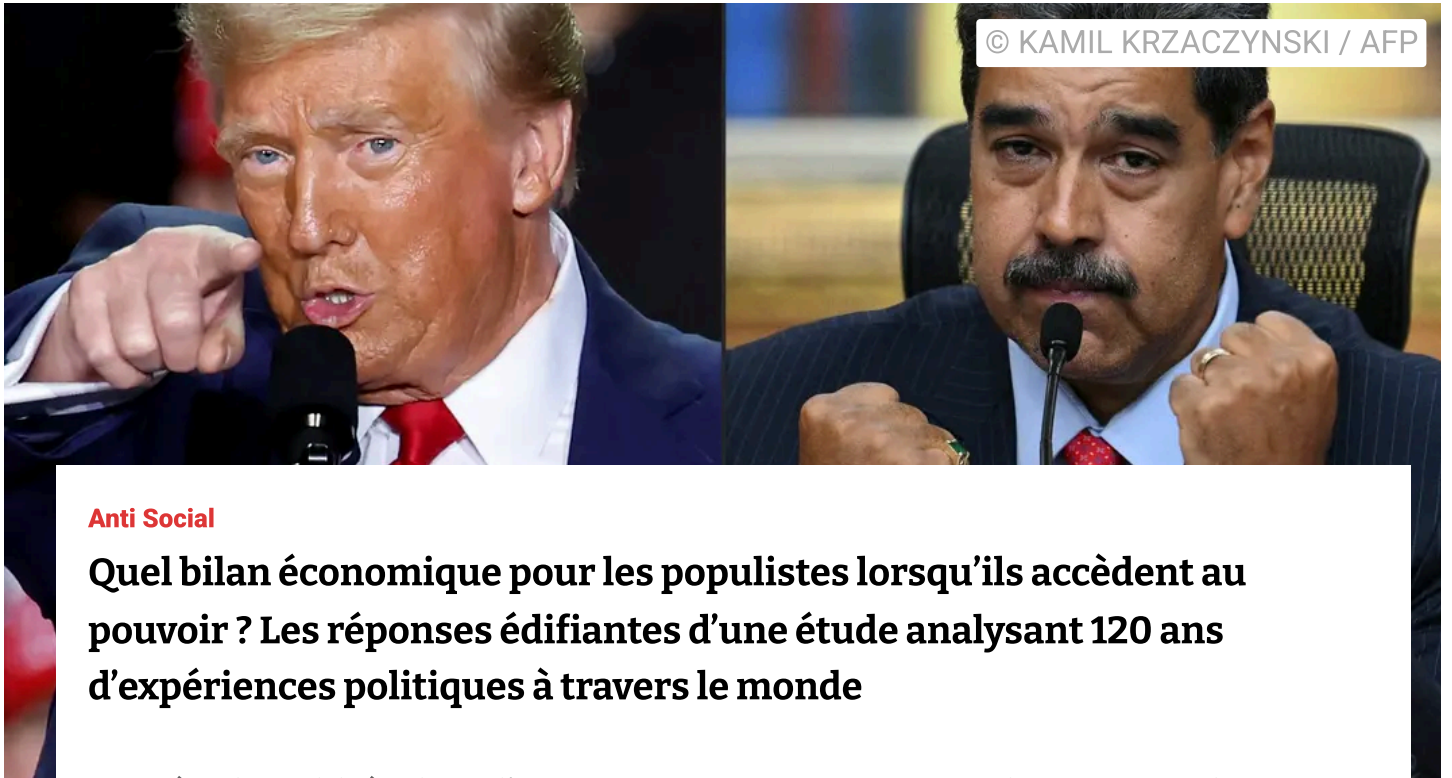 © KAMIL KRZACZYNSKI / AFP
Anti Social
Quel bilan économique pour les populistes lorsqu’ils accèdent au
pouvoir ? Les réponses édifiantes d’une étude analysant 120 ans
d’expériences politiques à travers le monde